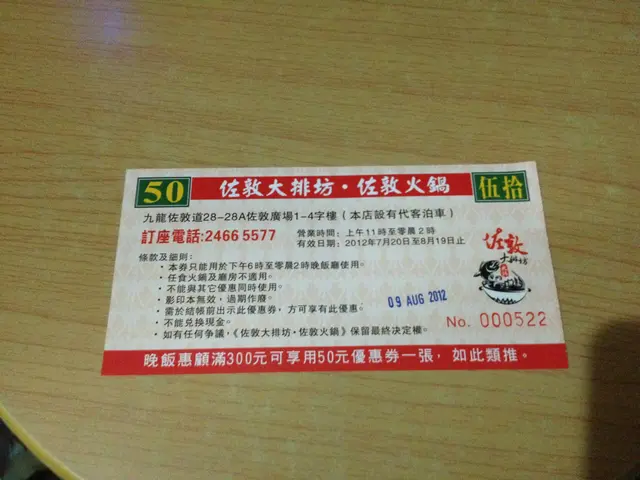 50 佐敦大排坊·佐敦火鍋 伍拾
九龍佐敦道28-28A佐敦廣場1-4字樓（本店設有代客泊車）
訂座電話:2466 5577
營業時間：上午11時至零晨2時
有效日期：2012年7月20日至8月19日止
佐敦
大排坊
條款及細則：
・本券只能用於下午6時至零晨2時晚飯廳使用。
・任食火鍋及廳房不適用。
・不能與其它優惠同時使用。
・影印本無效，過期作廢。
・需於結帳前出示此優惠券，方可享有此優惠。
・不能兌换現金。
・如有任何争議，《佐敦大排坊·佐敦火鍋》保留最終決定權。
09 AUG 2012
No. 000522
晚飯惠顧滿300元可享用50元優惠券一張，如此類推。